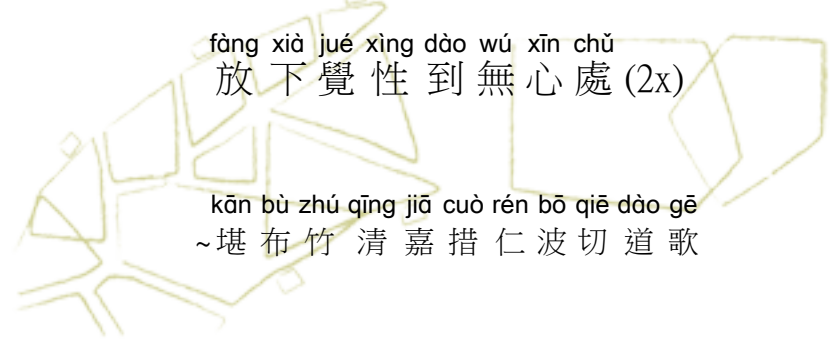 fàng xià jué xìng dào wú xīn chǔ
放下覺性到無心處 (2x)
kān bù zhú qīng jiā cuò rén bō qiē dào gē
~堪布竹清嘉措仁波切道歌